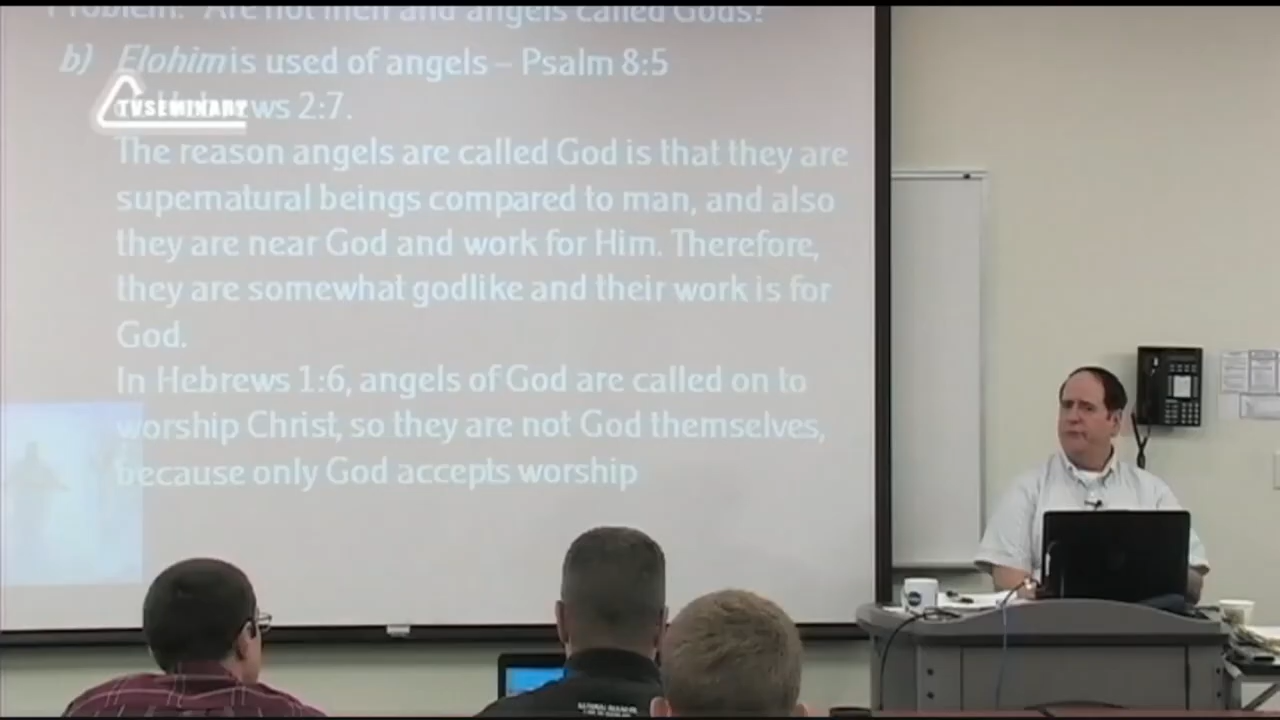 Problem: "Are not men and angels called Gods?
b) Elohim is used of angels – Psalm 8:5
TVSEMINARY
Hebrews 2:7.
The reason angels are called God is that they are
supernatural beings compared to man, and also
they are near God and work for Him. Therefore,
they are somewhat godlike and their work is for
God.
In Hebrews 1:6, angels of God are called on to
worship Christ, so they are not God themselves,
because only God accepts worship